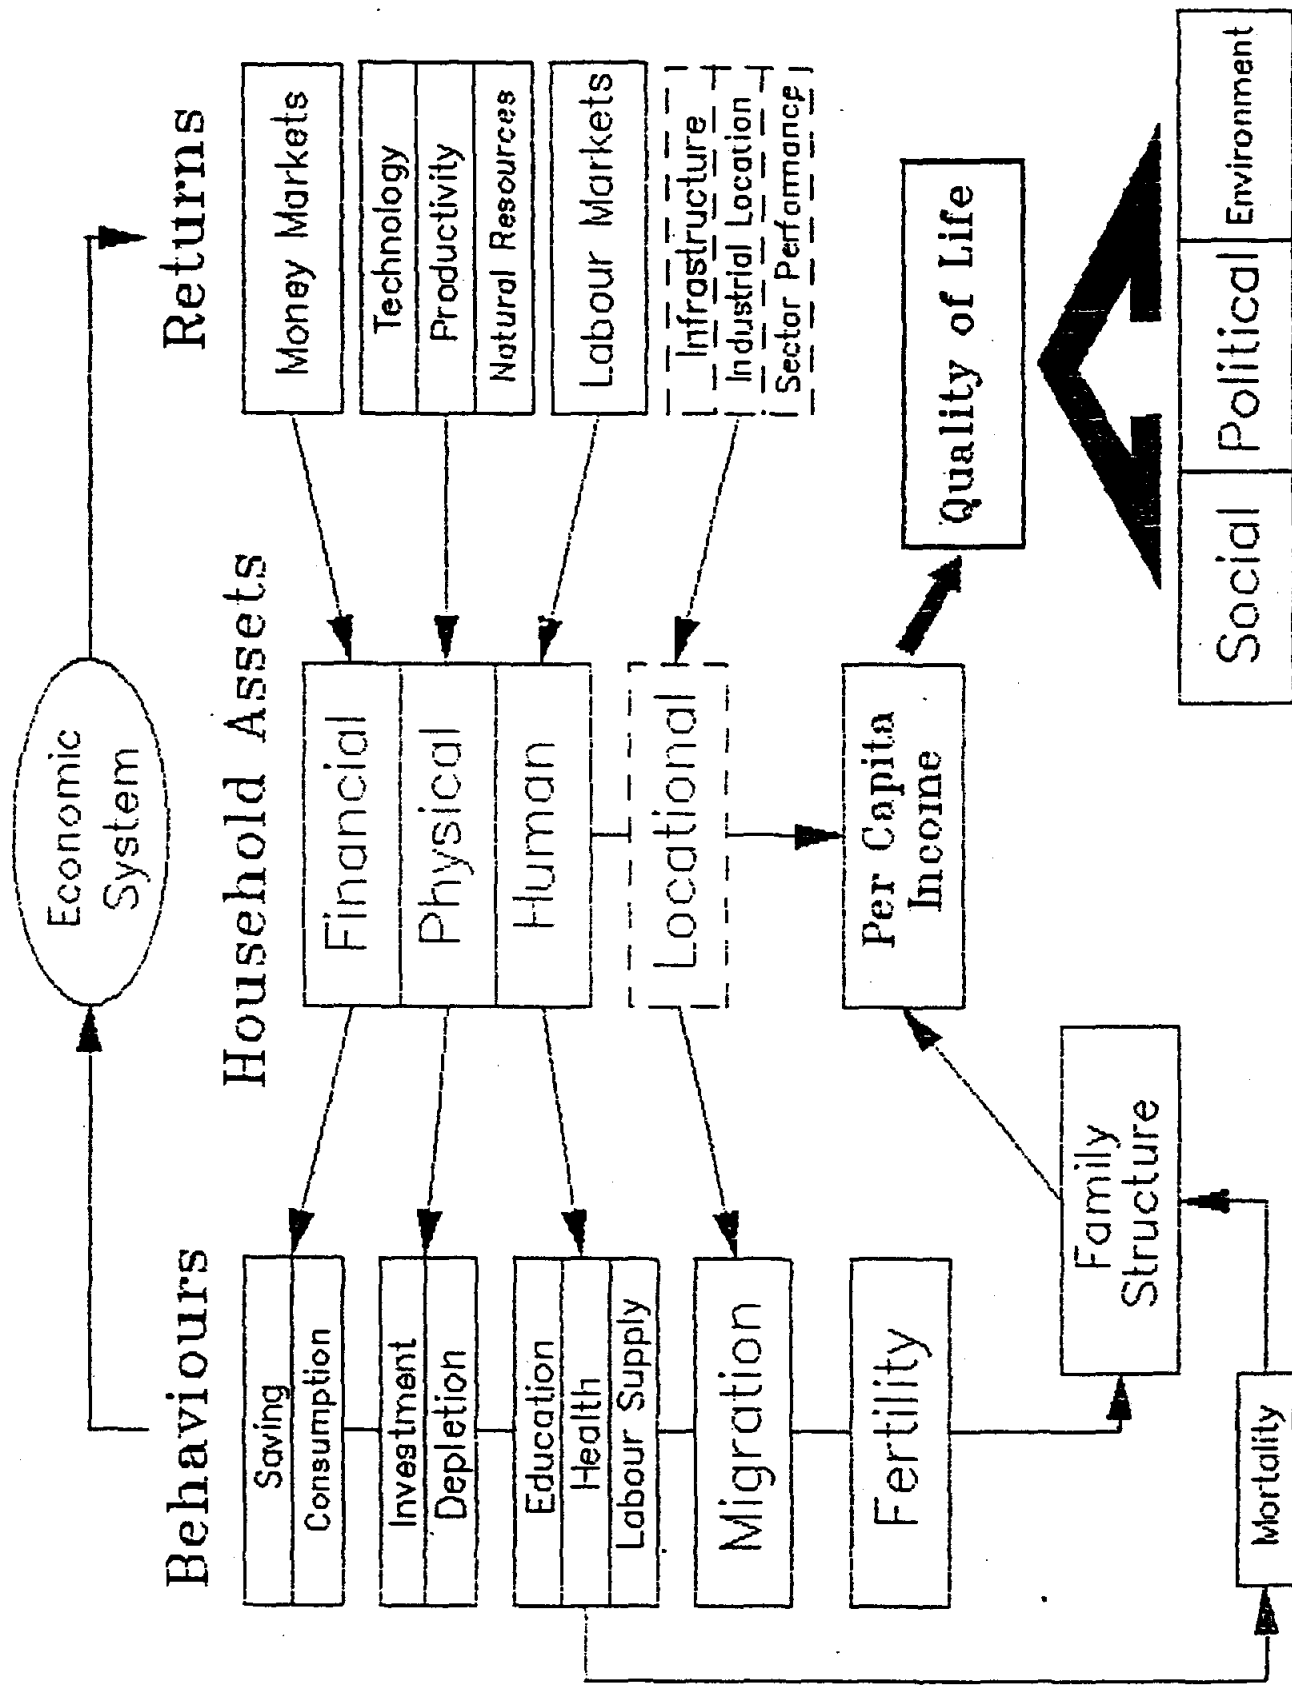 Economic
System
Behaviours
Household Assets
Returns
Saving
Consumption
Investment
Depletion
Education
Health
Labour Supply
Migration
Fertility
Financial
Physical
Human
Locational
Money Markets
Technology
Productivity
Natural Resources
Labour Markets
Infrastructure
Industrial Location
Sector Performance
Per Capita
Income
Quality of Life
Family
Structure
Mortality
Social
Political
Environment